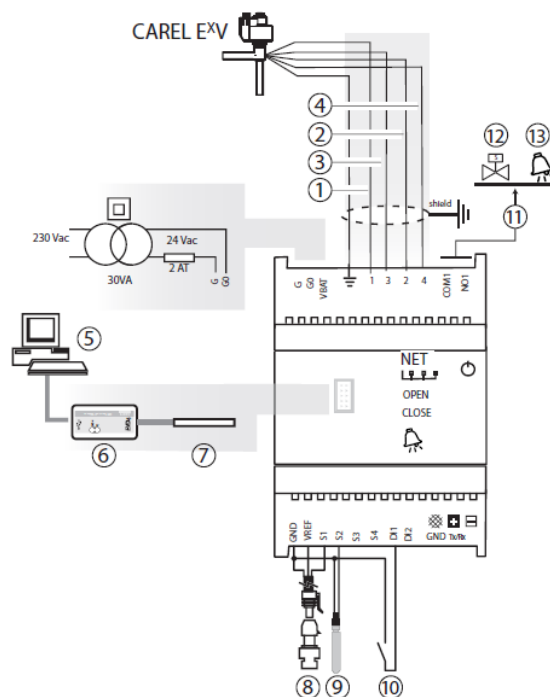 CAREL EXV
4
2
3
1
12
13
11
shield
230 Vac
24 Vac
2 AT
30VA
G
G0
G
G0
VBAT
1
3
2
4
COM1
NO1
5
6
7
NET
OPEN
CLOSE
GND
VREF
S1
S2
S3
S4
DI1
DI2
GND
Tx/Rx
8
9
10